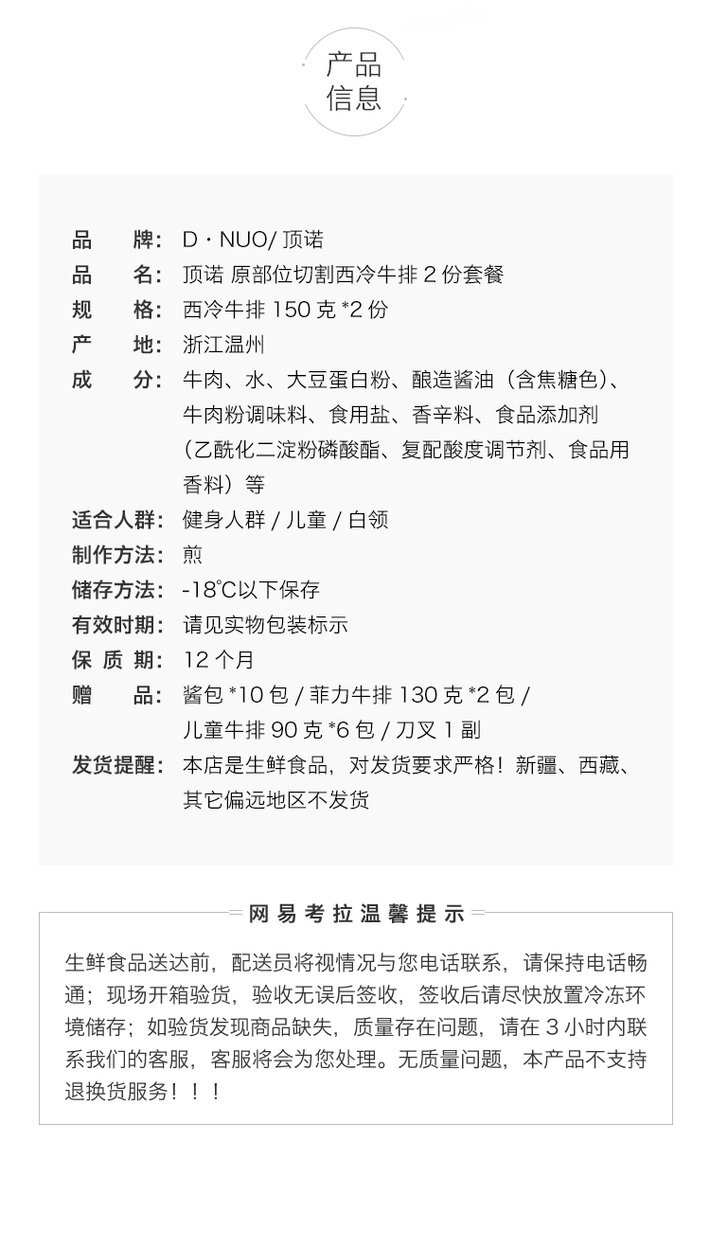 产品
信息
品 牌： D·NUO/ 顶诺
品 名： 顶诺 原部位切割西冷牛排 2 份套餐
规 格： 西冷牛排 150 克 *2 份
产 地： 浙江温州
成 分： 牛肉、水、大豆蛋白粉、酿造酱油（含焦糖色）、
牛肉粉调味料、食用盐、香辛料、食品添加剂
（乙酰化二淀粉磷酸酯、复配酸度调节剂、食品用
香料）等
适合人群： 健身人群 / 儿童 / 白领
制作方法： 煎
储存方法： -18℃以下保存
有效时期： 请见实物包装标示
保 质 期： 12 个月
赠 品： 酱包 *10 包 / 菲力牛排 130 克 *2 包 /
儿童牛排 90 克 *6 包 / 刀叉 1 副
发货提醒： 本店是生鲜食品，对发货要求严格！新疆、西藏、
其它偏远地区不发货
网易考拉温馨提示
生鲜食品送达前，配送员将视情况与您电话联系，请保持电话畅
通；现场开箱验货，验收无误后签收，签收后请尽快放置冷冻环
境储存；如验货发现商品缺失，质量存在问题，请在 3 小时内联
系我们的客服，客服将会为您处理。无质量问题，本产品不支持
退换货服务！！！